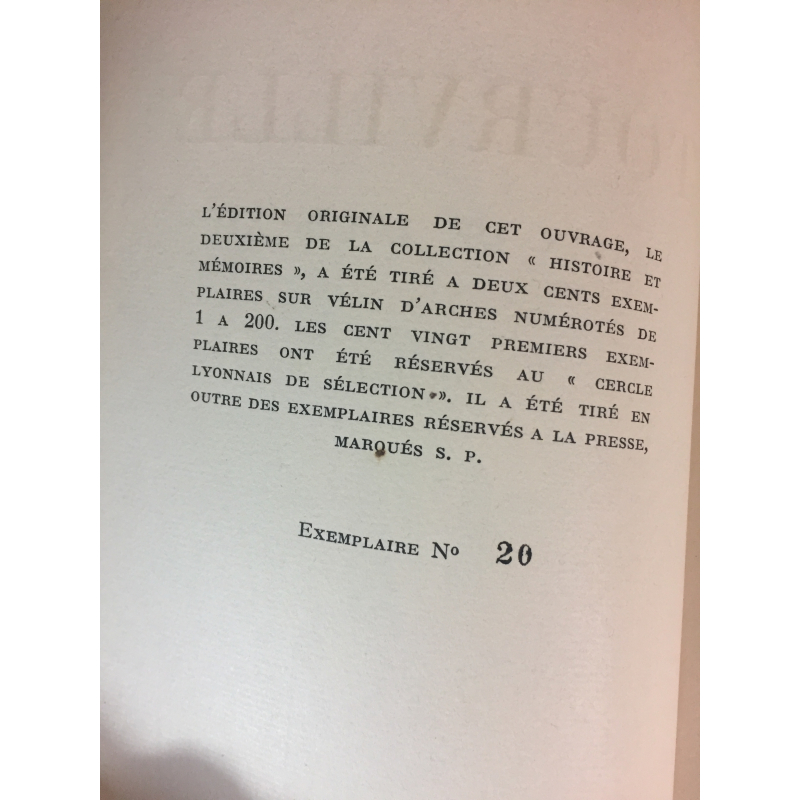 OURVILLE
L'ÉDITION ORIGINALE DE CET OUVRAGE, LE
DEUXIÈME DE LA COLLECTION « HISTOIRE ET
MÉMOIRES », A ÉTÉ TIRÉ A DEUX CENTS EXEM-
PLAIRES SUR VÉLIN D'ARCHES NUMÉROTÉS DE
1 A 200. LES CENT VINGT PREMIERS EXEM-
PLAIRES ONT ÉTÉ RÉSERVÉS AU « CERCLE
LYONNAIS DE SÉLECTION ». IL A ÉTÉ TIRÉ EN
OUTRE DES EXEMPLAIRES RÉSERVÉS A LA PRESSE,
MARQUÉS S. P.
EXEMPLAIRE Nº 20